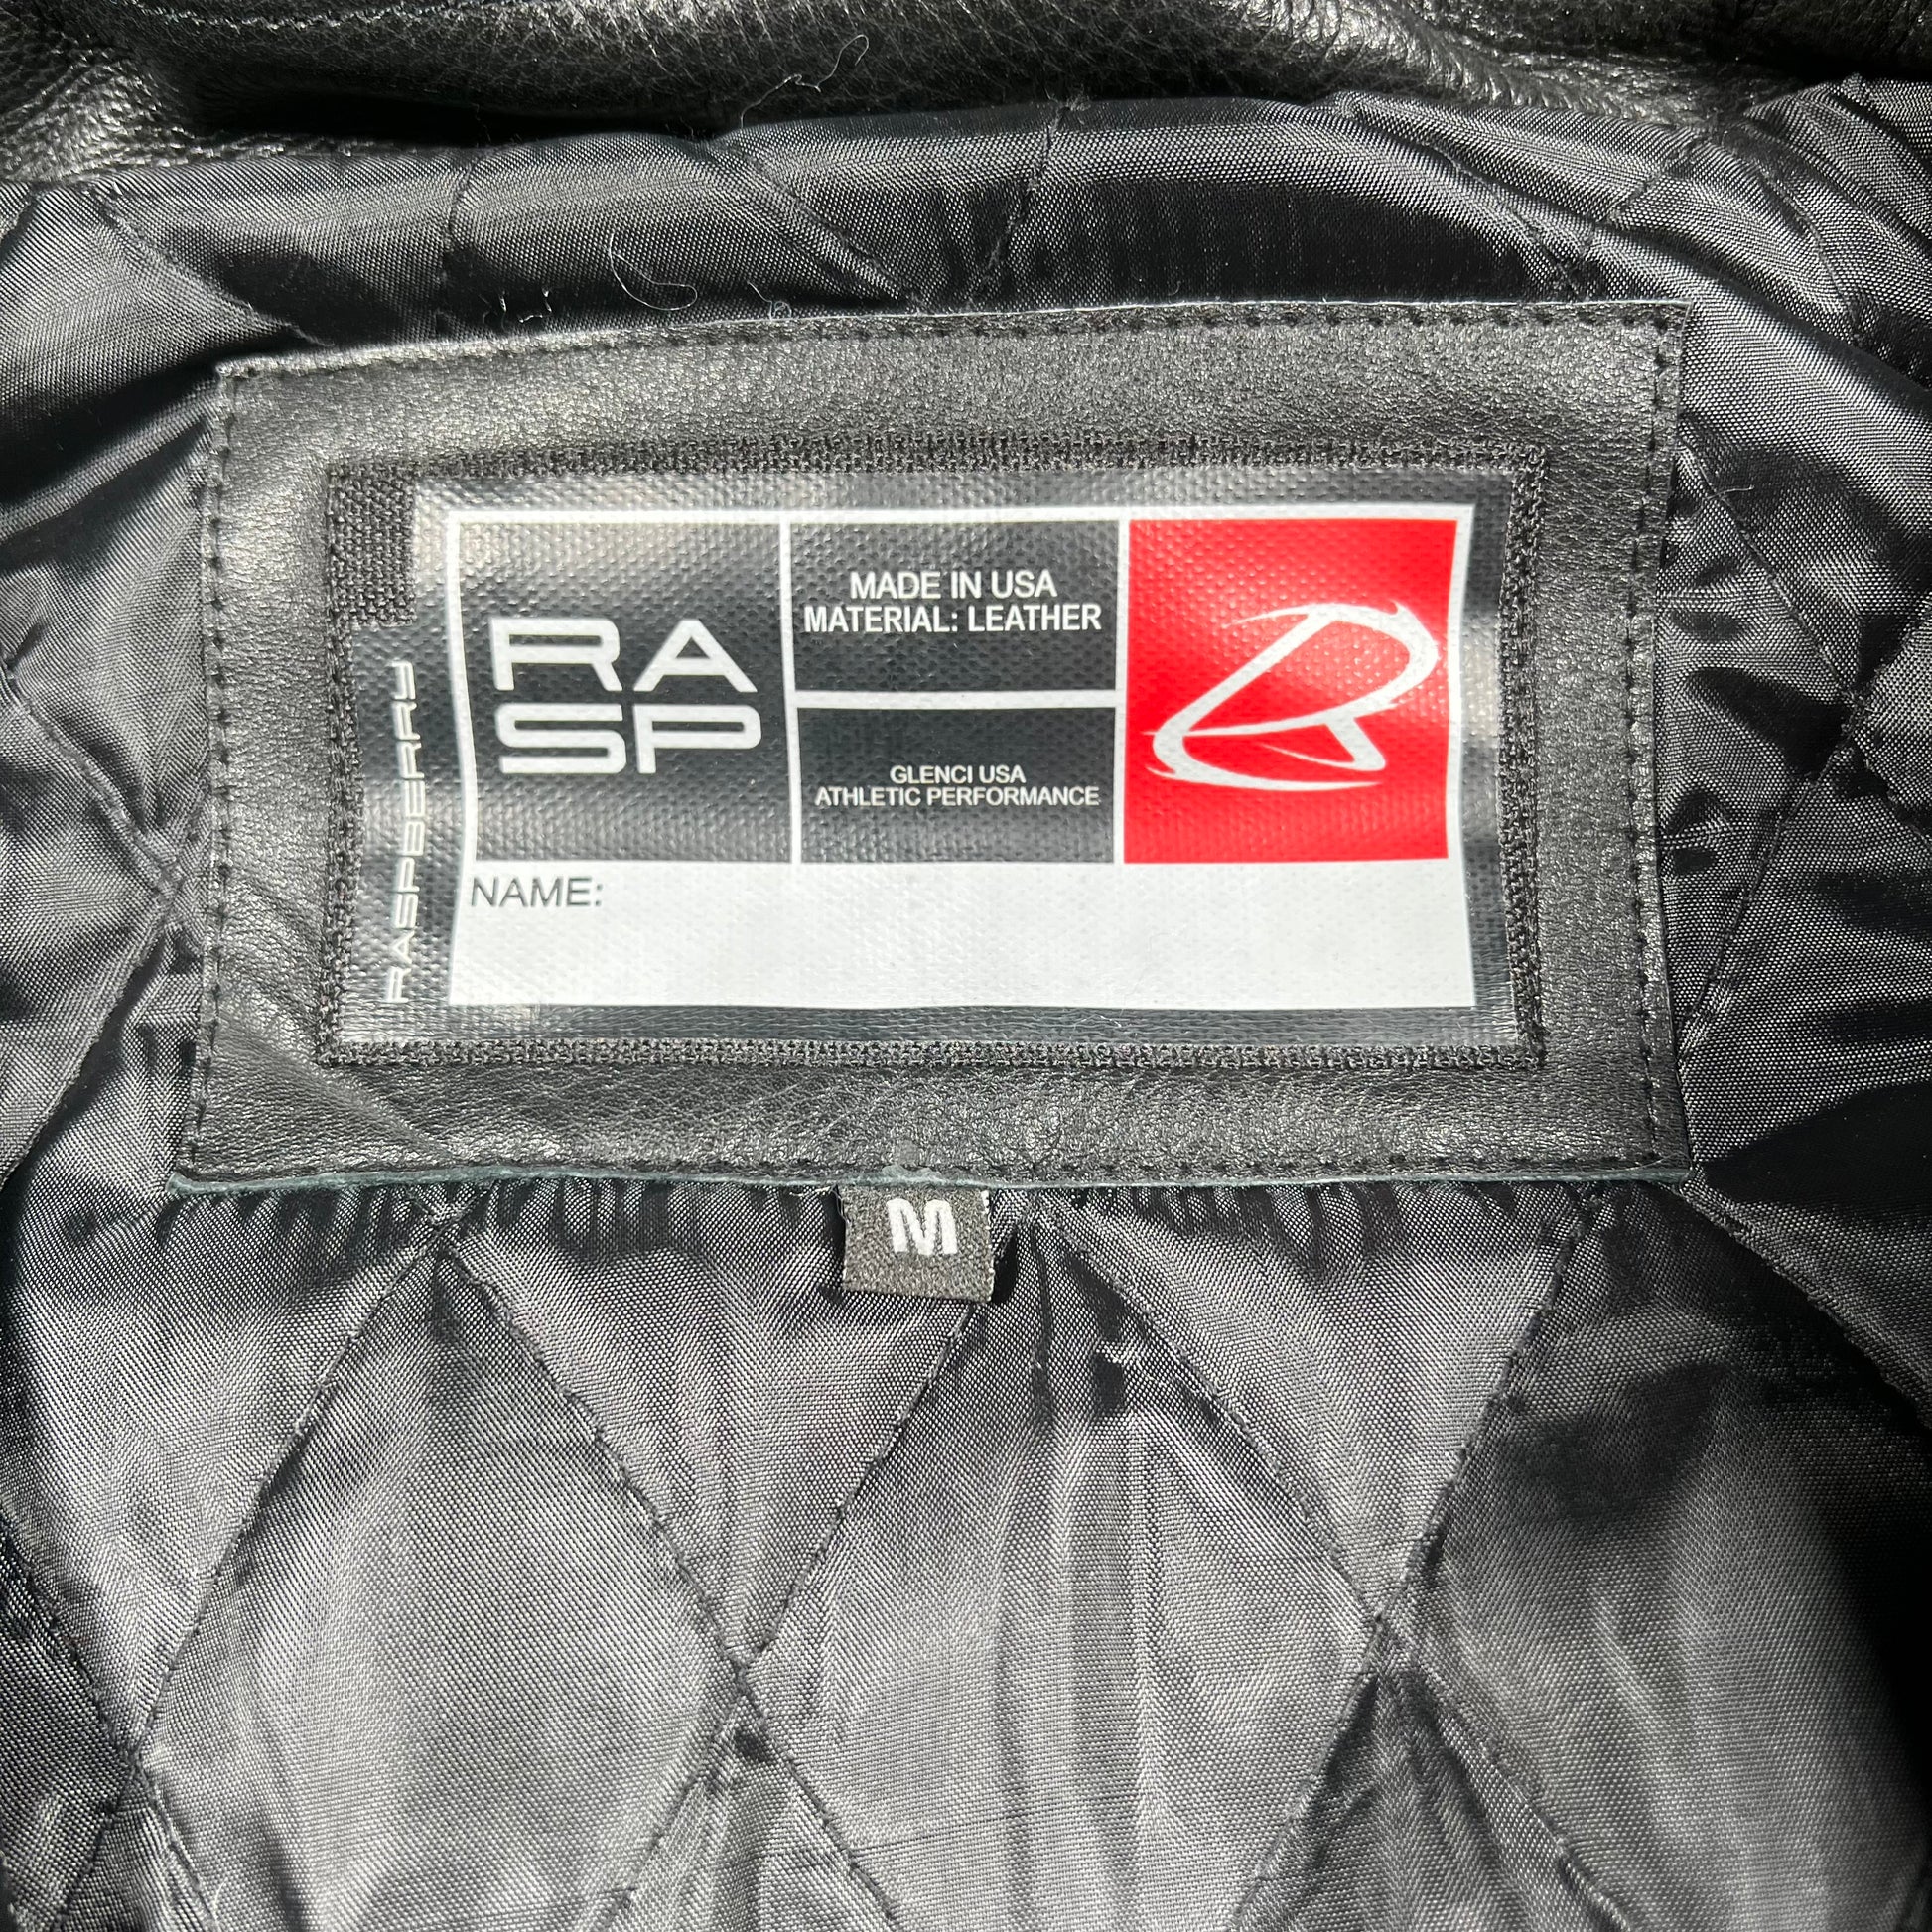 RA
SP
MADE IN USA
MATERIAL: LEATHER
GLENCI USA
ATHLETIC PERFORMANCE
RASPBERRY
NAME:
M